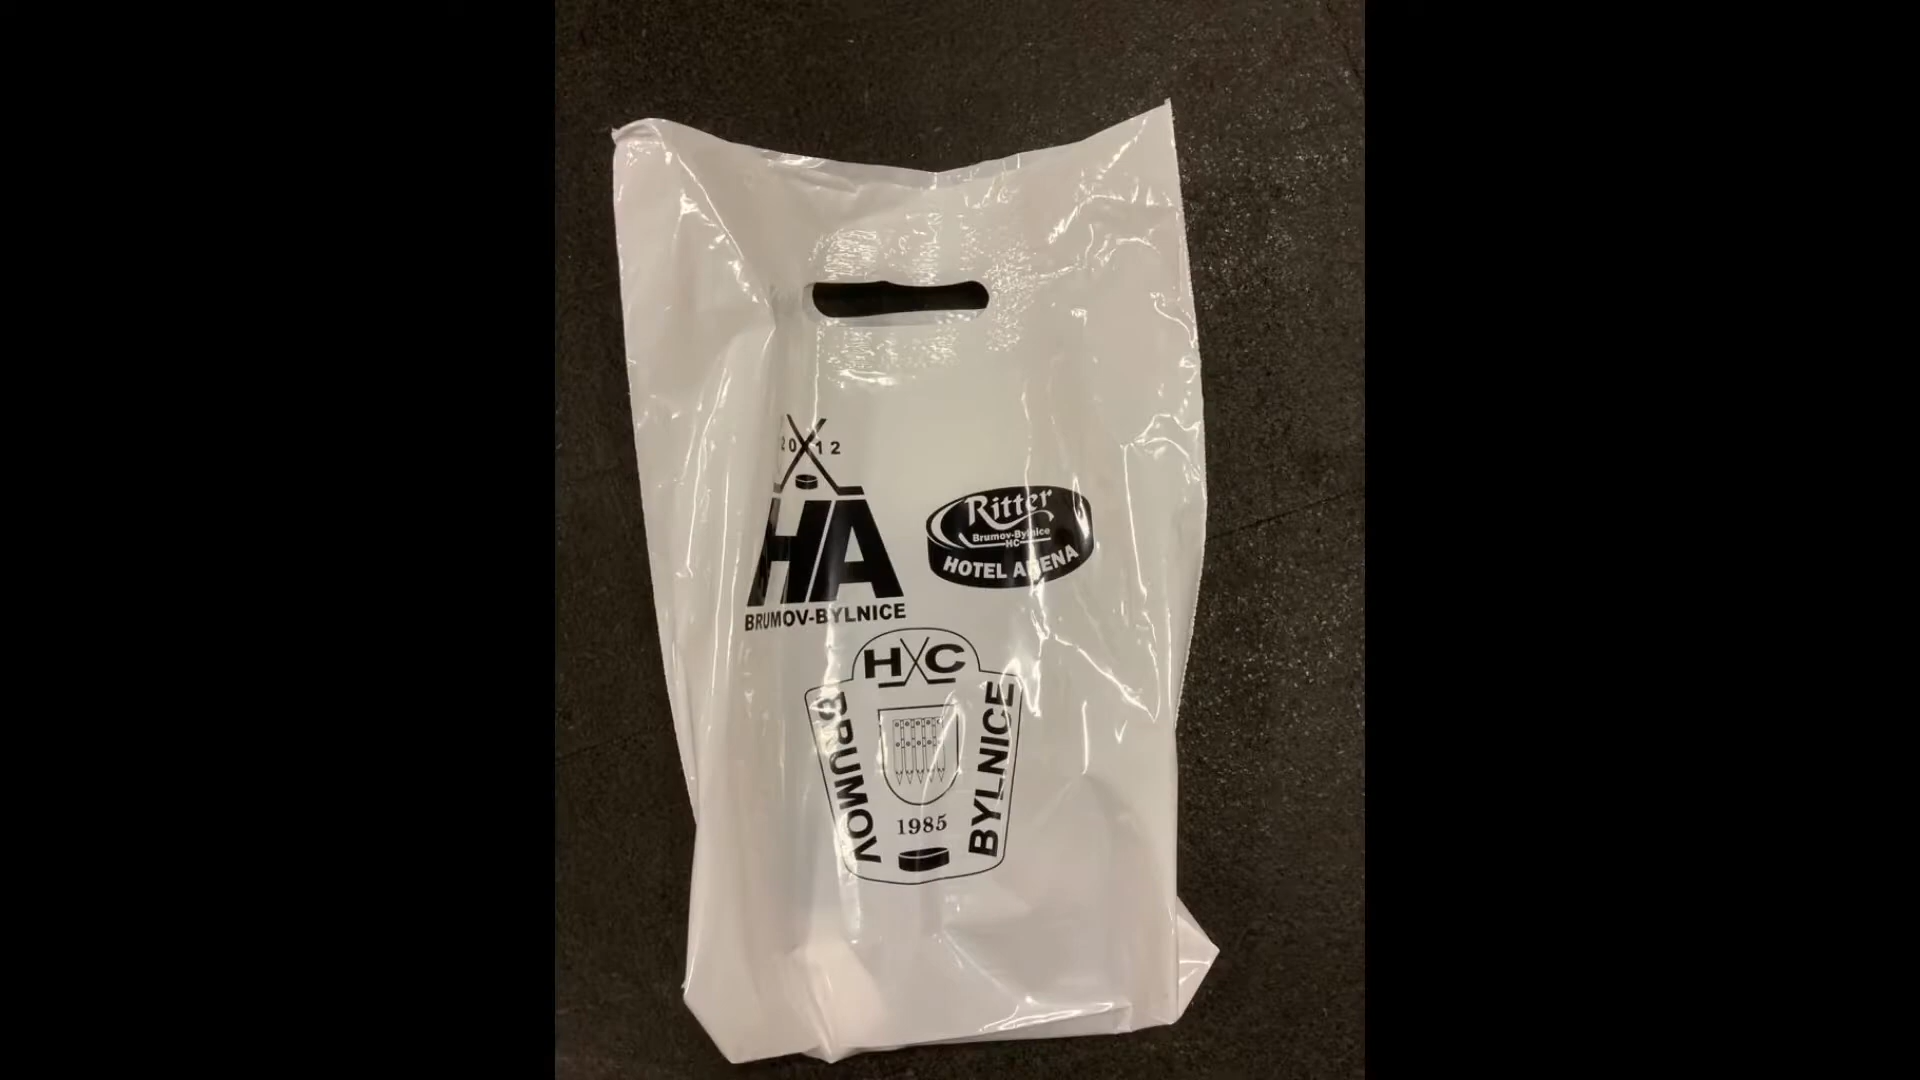 2012
HA
BRUMOV-BYLNICE
Ritter
Brumov-Bylnice
HC
HOTEL ARENA
HC
BRUMOV
BYLNICE
1985